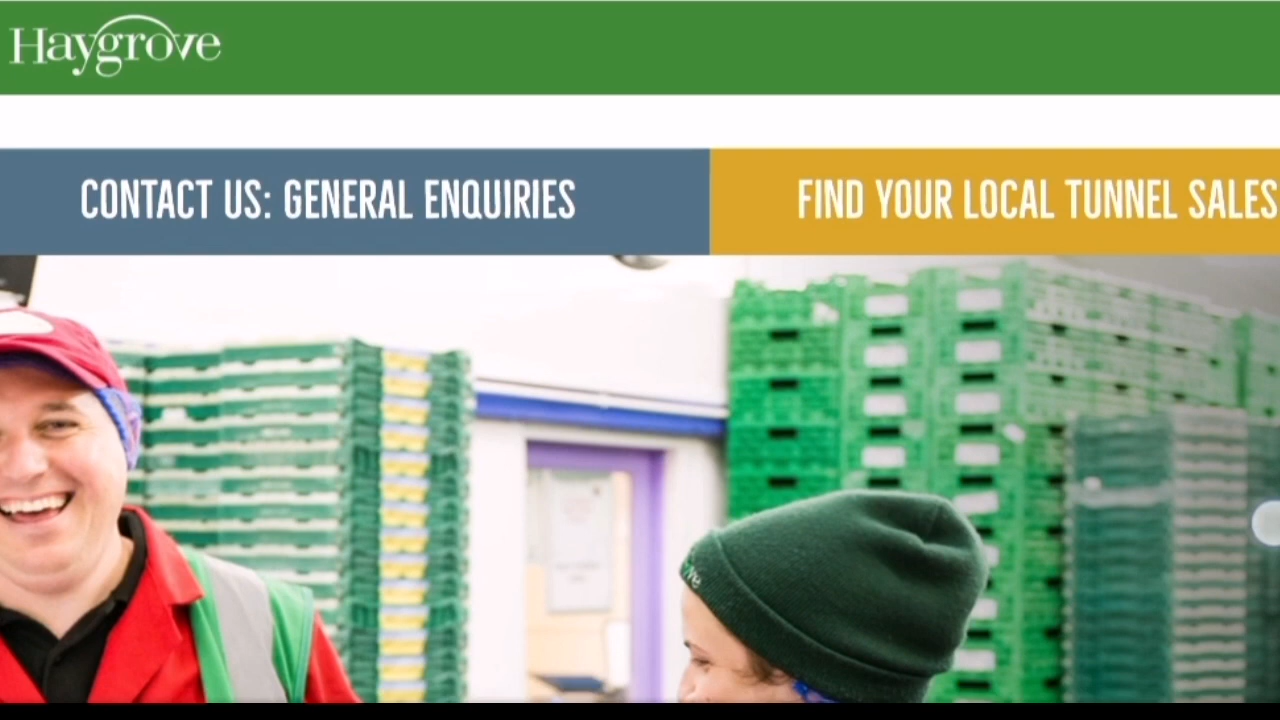 Haygrove
CONTACT US: GENERAL ENQUIRIES
FIND YOUR LOCAL TUNNEL SALES